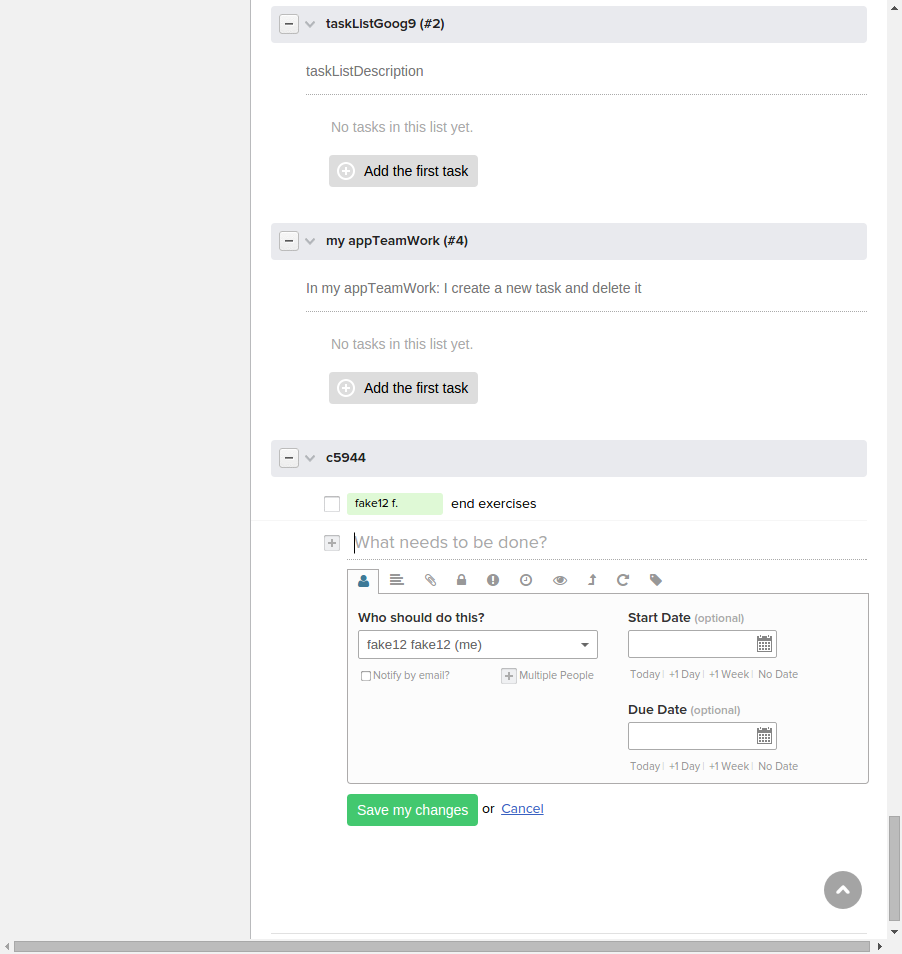 taskListGoog9 (#2)
taskListDescription
No tasks in this list yet.
Add the first task
my appTeamWork (#4)
In my appTeamWork: I create a new task and delete it
No tasks in this list yet.
Add the first task
c5944
fake12 f. end exercises
What needs to be done?
Who should do this?
fake12 fake12 (me)
Notify by email? Multiple People
Start Date (optional)
Today +1 Day +1 Week No Date
Due Date (optional)
Today +1 Day +1 Week No Date
Save my changes or Cancel